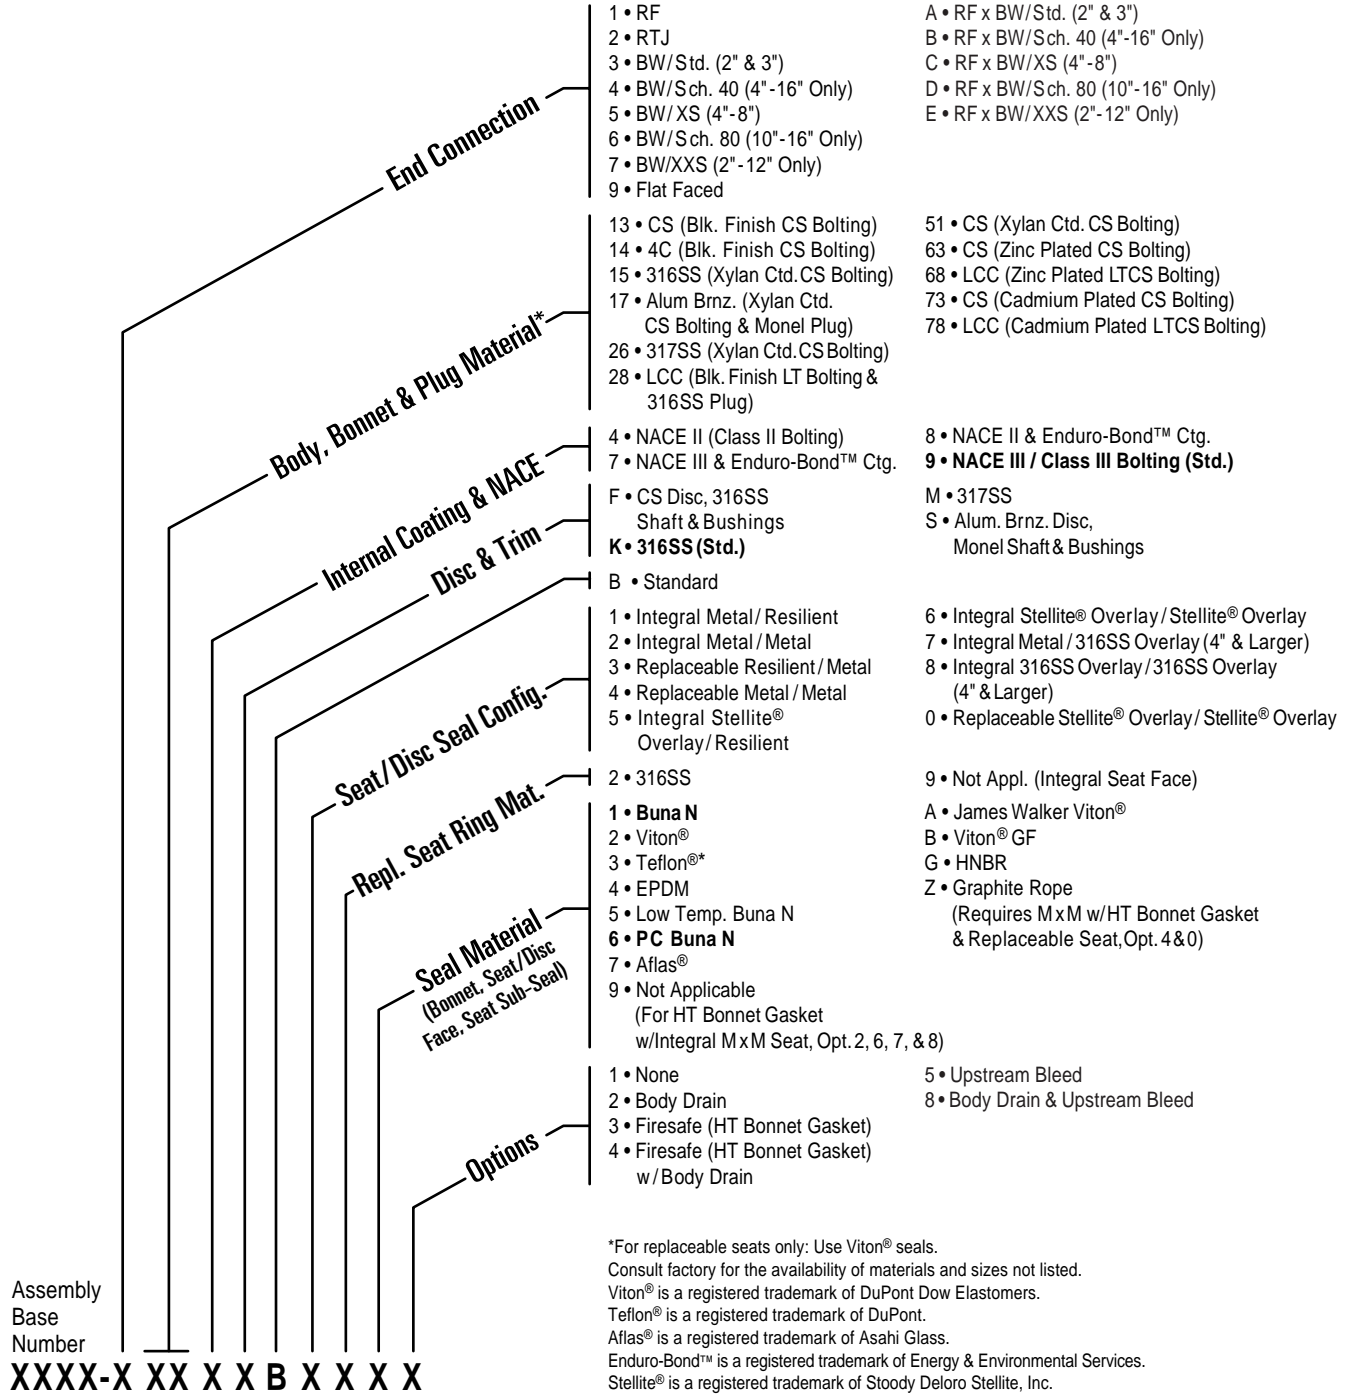 End Connection
1 • RF
2 • RTJ
3 • BW/Std. (2" & 3")
4 • BW/Sch. 40 (4"-16" Only)
5 • BW/ XS (4"-8")
6 • BW/Sch. 80 (10"-16" Only)
7 • BW/XXS (2"-12" Only)
9 • Flat Faced
A • RF x BW/Std. (2" & 3")
B • RF x BW/Sch. 40 (4"-16" Only)
C • RF x BW/XS (4"-8")
D • RF x BW/Sch. 80 (10"-16" Only)
E • RF x BW/XXS (2"-12" Only)
Body, Bonnet & Plug Material*
13 • CS (Blk. Finish CS Bolting)
14 • 4C (Blk. Finish CS Bolting)
15 • 316SS (Xylan Ctd.CS Bolting)
17 • Alum Brnz. (Xylan Ctd.
CS Bolting & Monel Plug)
26 • 317SS (Xylan Ctd.CS Bolting)
28 • LCC (Blk. Finish LT Bolting &
316SS Plug)
51 • CS (Xylan Ctd. CS Bolting)
63 • CS (Zinc Plated CS Bolting)
68 • LCC (Zinc Plated LTCS Bolting)
73 • CS (Cadmium Plated CS Bolting)
78 • LCC (Cadmium Plated LTCS Bolting)
Internal Coating & NACE
4 • NACE II (Class II Bolting)
7 • NACE III & Enduro-Bond™ Ctg.
8 • NACE II & Enduro-Bond™ Ctg.
9 • NACE III / Class III Bolting (Std.)
Disc & Trim
F • CS Disc, 316SS
Shaft & Bushings
K • 316SS (Std.)
M • 317SS
S • Alum. Brnz. Disc,
Monel Shaft & Bushings
B • Standard
Seat/Disc Seal Config.
1 • Integral Metal/ Resilient
2 • Integral Metal / Metal
3 • Replaceable Resilient / Metal
4 • Replaceable Metal / Metal
5 • Integral Stellite®
Overlay/ Resilient
6 • Integral Stellite® Overlay / Stellite® Overlay
7 • Integral Metal / 316SS Overlay (4" & Larger)
8 • Integral 316SS Overlay / 316SS Overlay
(4" & Larger)
0 • Replaceable Stellite® Overlay / Stellite® Overlay
Repl. Seat Ring Mat.
2 • 316SS
9 • Not Appl. (Integral Seat Face)
Seal Material
(Bonnet, Seat/Disc
Face, Seat Sub-Seal)
1 • Buna N
2 • Viton®
3 • Teflon®*
4 • EPDM
5 • Low Temp. Buna N
6 • PC Buna N
7 • Aflas®
9 • Not Applicable
(For HT Bonnet Gasket
w/Integral M x M Seat, Opt. 2, 6, 7, & 8)
A • James Walker Viton®
B • Viton® GF
G • HNBR
Z • Graphite Rope
(Requires M x M w/HT Bonnet Gasket
& Replaceable Seat, Opt. 4 & 0)
Options
1 • None
2 • Body Drain
3 • Firesafe (HT Bonnet Gasket)
4 • Firesafe (HT Bonnet Gasket)
w/Body Drain
5 • Upstream Bleed
8 • Body Drain & Upstream Bleed
*For replaceable seats only: Use Viton® seals.
Consult factory for the availability of materials and sizes not listed.
Viton® is a registered trademark of DuPont Dow Elastomers.
Teflon® is a registered trademark of DuPont.
Aflas® is a registered trademark of Asahi Glass.
Enduro-Bond™ is a registered trademark of Energy & Environmental Services.
Stellite® is a registered trademark of Stoody Deloro Stellite, Inc.
Assembly
Base
Number
XXXX-X XX X X B X X X X